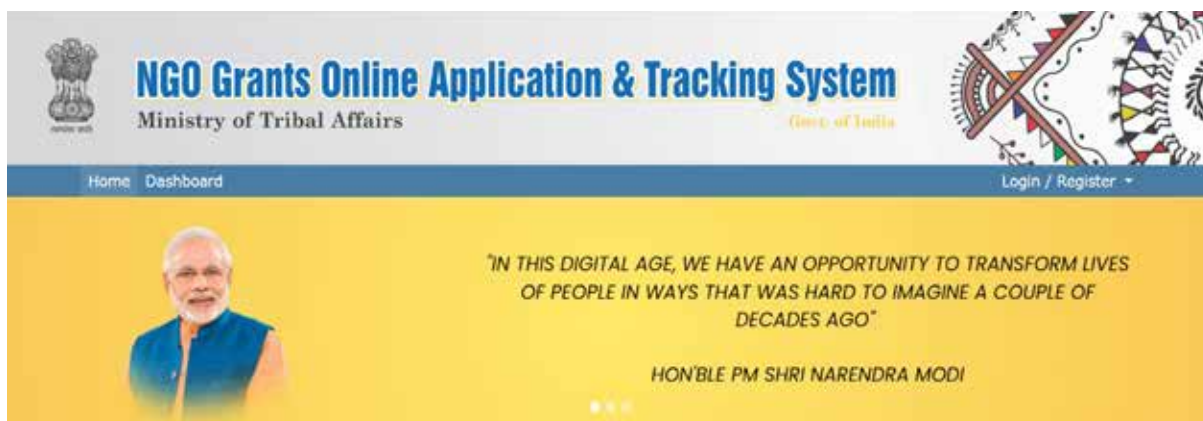 NGO Grants Online Application & Tracking System
Ministry of Tribal Affairs
Govt. of India
Home Dashboard
Login / Register
"IN THIS DIGITAL AGE, WE HAVE AN OPPORTUNITY TO TRANSFORM LIVES
OF PEOPLE IN WAYS THAT WAS HARD TO IMAGINE A COUPLE OF
DECADES AGO"
HON'BLE PM SHRI NARENDRA MODI